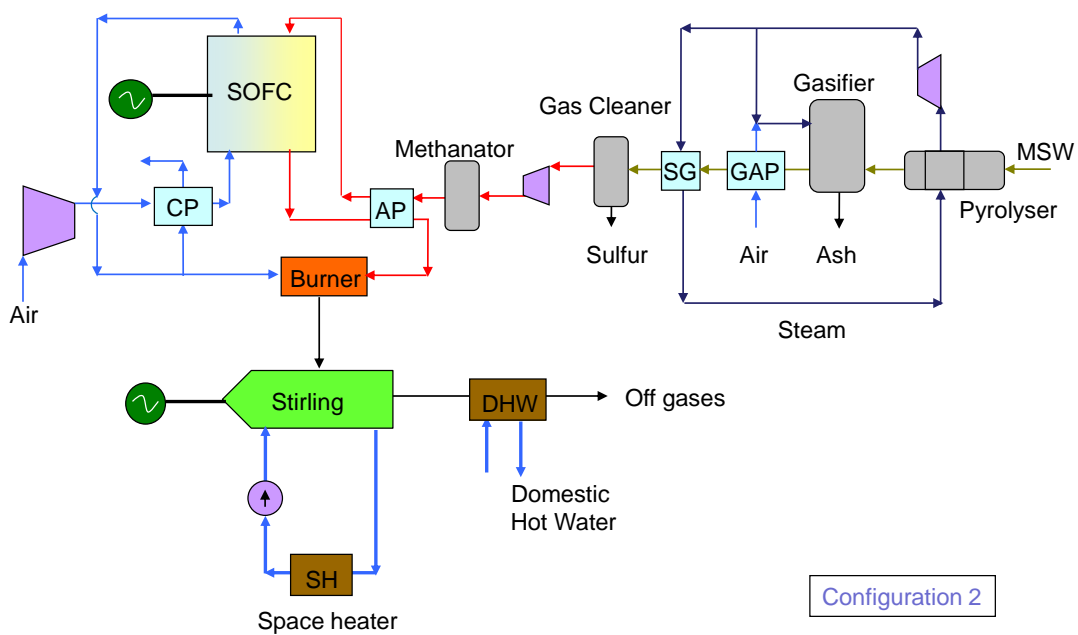 SOFC
Gasifier
Gas Cleaner
Methanator
MSW
SG
GAP
CP
AP
Pyrolyser
Sulfur
Air
Ash
Burner
Air
Steam
Stirling
DHW
Off gases
Domestic
Hot Water
SH
Space heater
Configuration 2